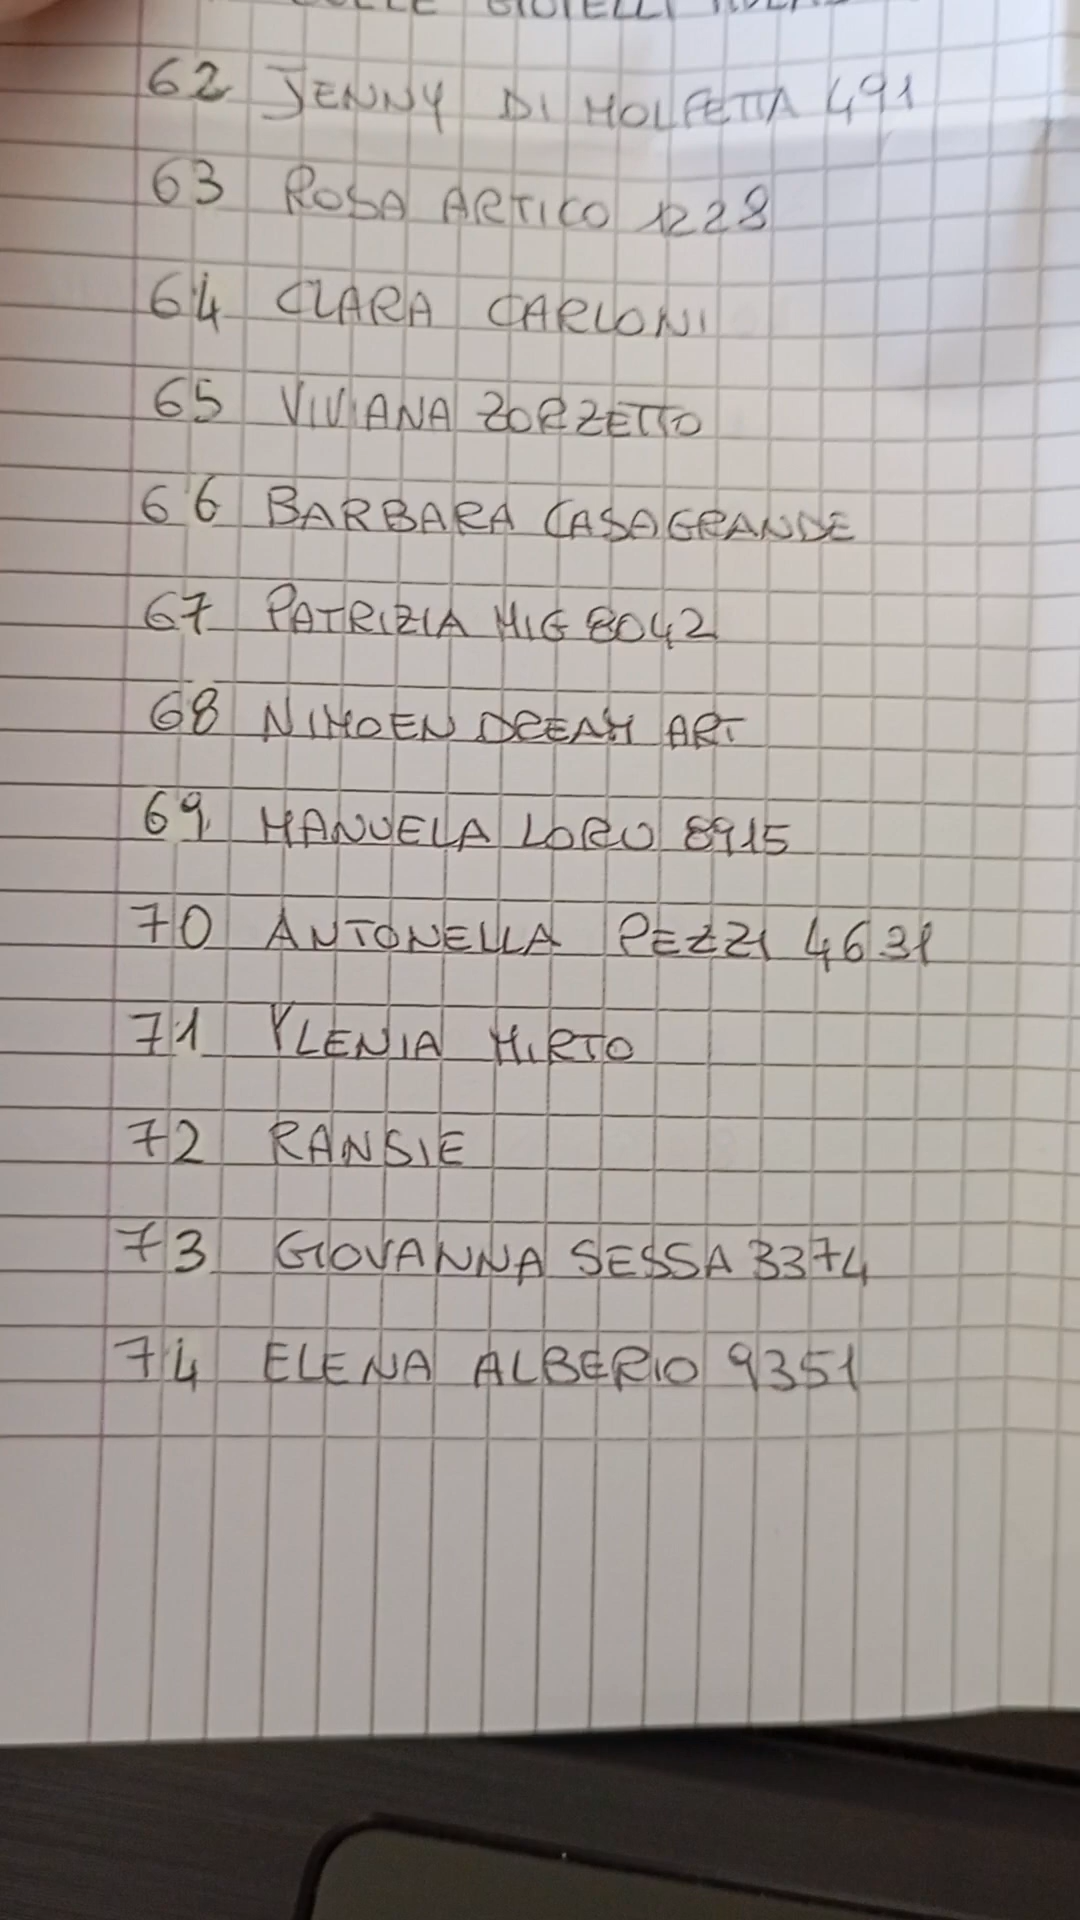 GIOIELLI
62 JENNY DI MOLFETTA 491
63 ROSA ARTICO 1228
64 CLARA CARLONI
65 VIVIANA ZORZETTO
66 BARBARA CASAGRANDE
67 PATRIZIA MIG 8042
68 NIMOEN DREAM ART
69 MANUELA LORO 8915
70 ANTONELLA PEZZI 4631
71 YLENIA MIRTO
72 RANSIE
73 GIOVANNA SESSA 3374
74 ELENA ALBERIO 9351